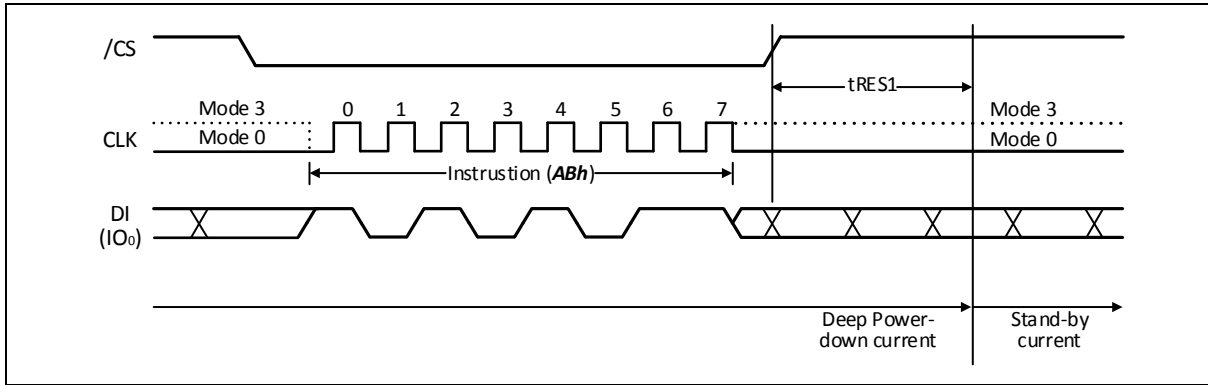 /CS
tRES1
Mode 3 0 1 2 3 4 5 6 7 Mode 3
CLK Mode 0 Mode 0
Instrustion (ABh)
DI
(IO₀)
Deep Power-
down current
Stand-by
current